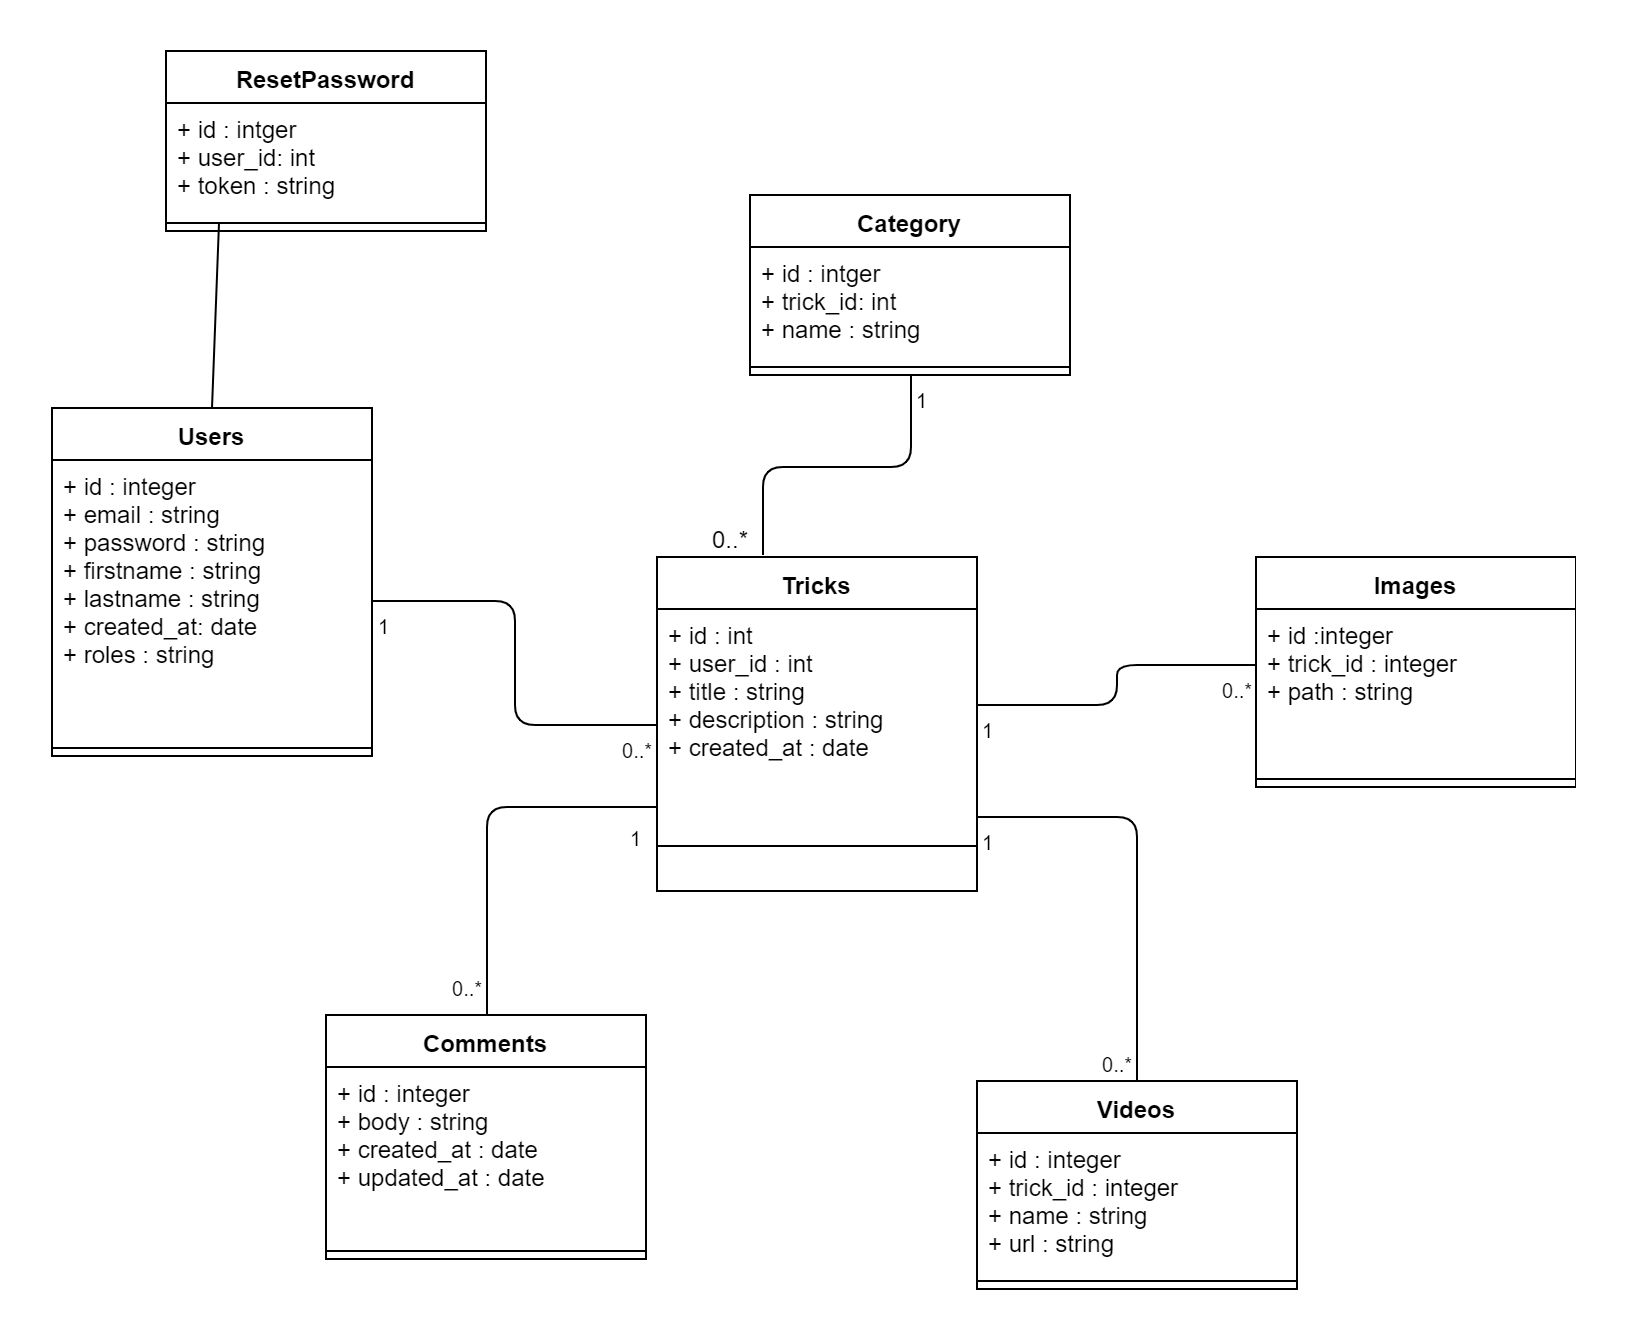 ResetPassword
+ id : intger
+ user_id: int
+ token : string
Category
+ id : intger
+ trick_id: int
+ name : string
1
0..*
Users
+ id : integer
+ email : string
+ password : string
+ firstname : string
+ lastname : string
+ created_at: date
+ roles : string
1
0..*
Tricks
+ id : int
+ user_id : int
+ title : string
+ description : string
+ created_at : date
1
0..*
Images
+ id :integer
+ trick_id : integer
+ path : string
1
1
0..*
Comments
+ id : integer
+ body : string
+ created_at : date
+ updated_at : date
0..*
Videos
+ id : integer
+ trick_id : integer
+ name : string
+ url : string